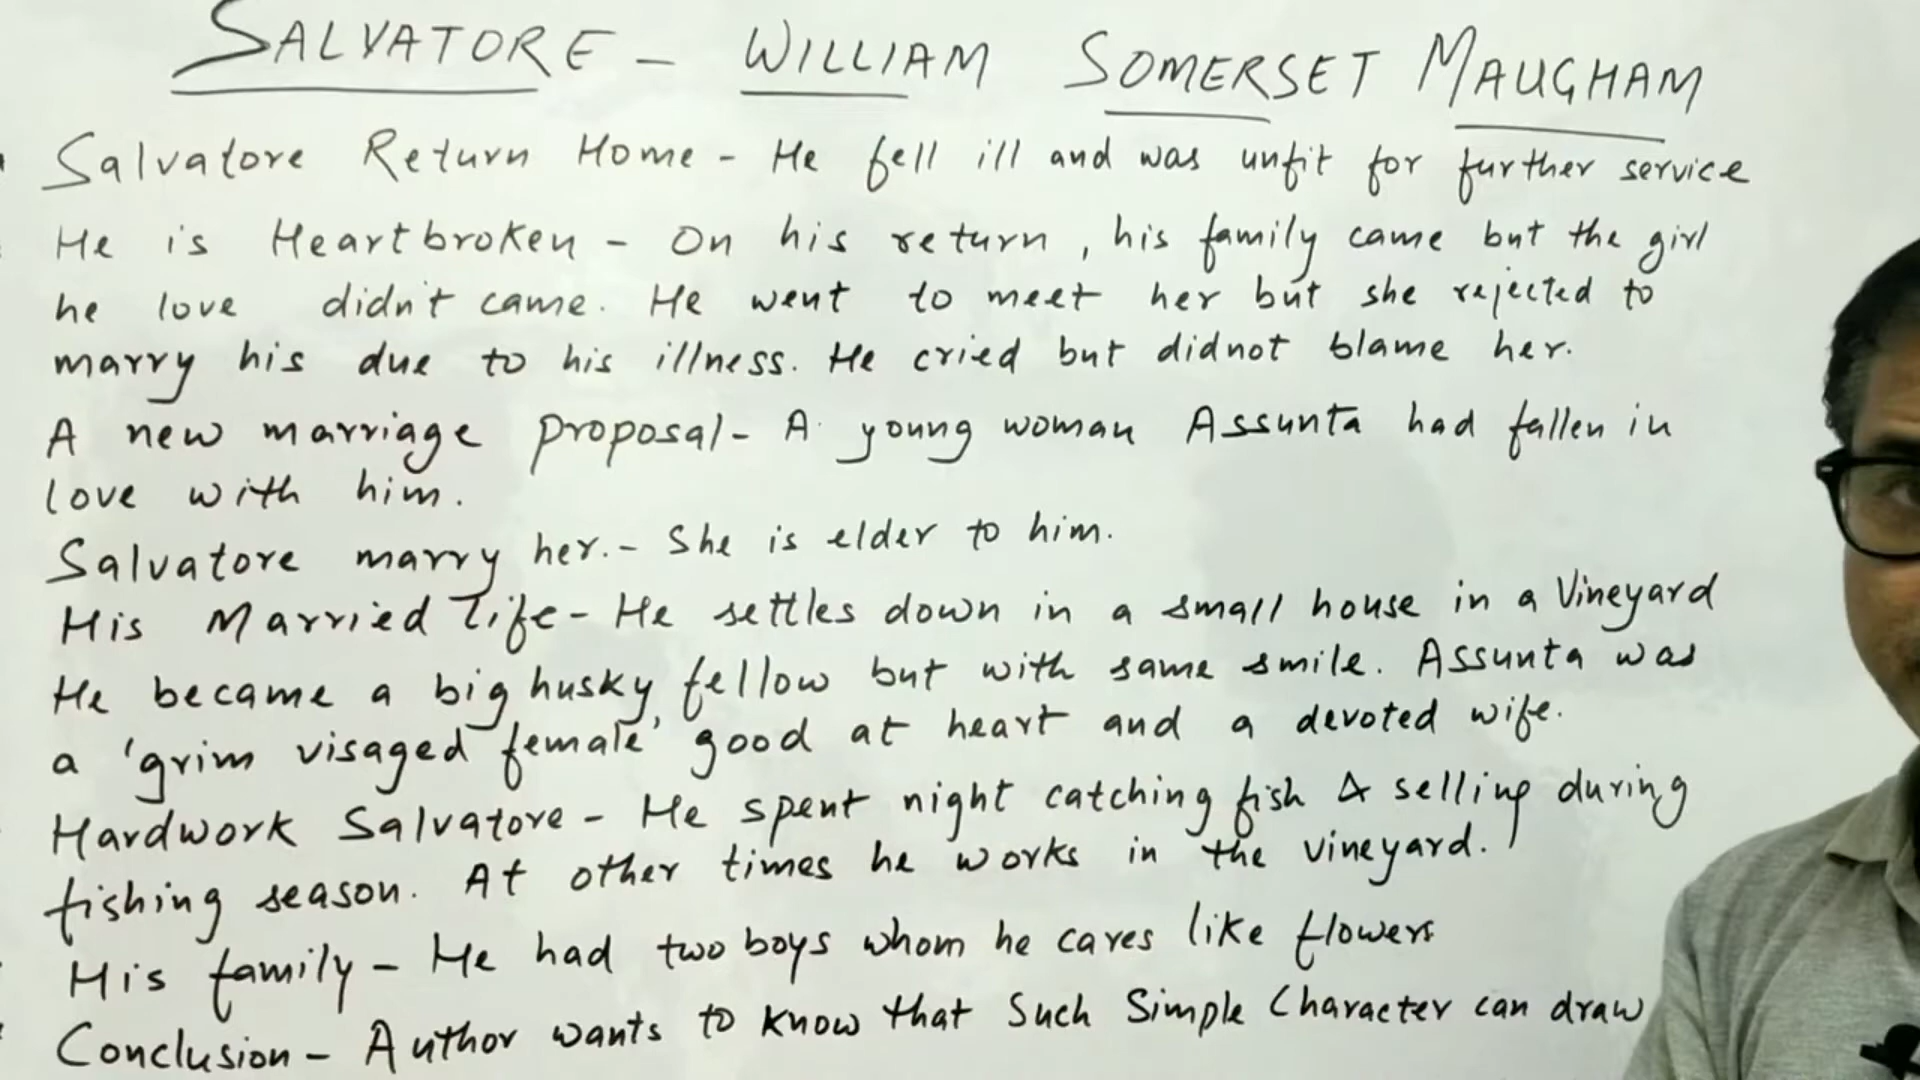 SALVATORE - WILLIAM SOMERSET MAUGHAM
Salvatore Return Home - He fell ill and was unfit for further service
He is Heartbroken - On his return, his family came but the girl
he love didn't came. He went to meet her but she rejected to
marry his due to his illness. He cried but didnot blame her.
A new marriage proposal - A young woman Assunta had fallen in
love with him.
Salvatore marry her. - She is elder to him.
His Married life - He settles down in a small house in a Vineyard
He became a big husky fellow but with same smile. Assunta was
a 'grim visaged female' good at heart and a devoted wife.
Hardwork Salvatore - He spent night catching fish & selling during
fishing season. At other times he works in the vineyard.
His family - He had two boys whom he cares like flowers
Conclusion - Author wants to know that Such Simple Character can draw